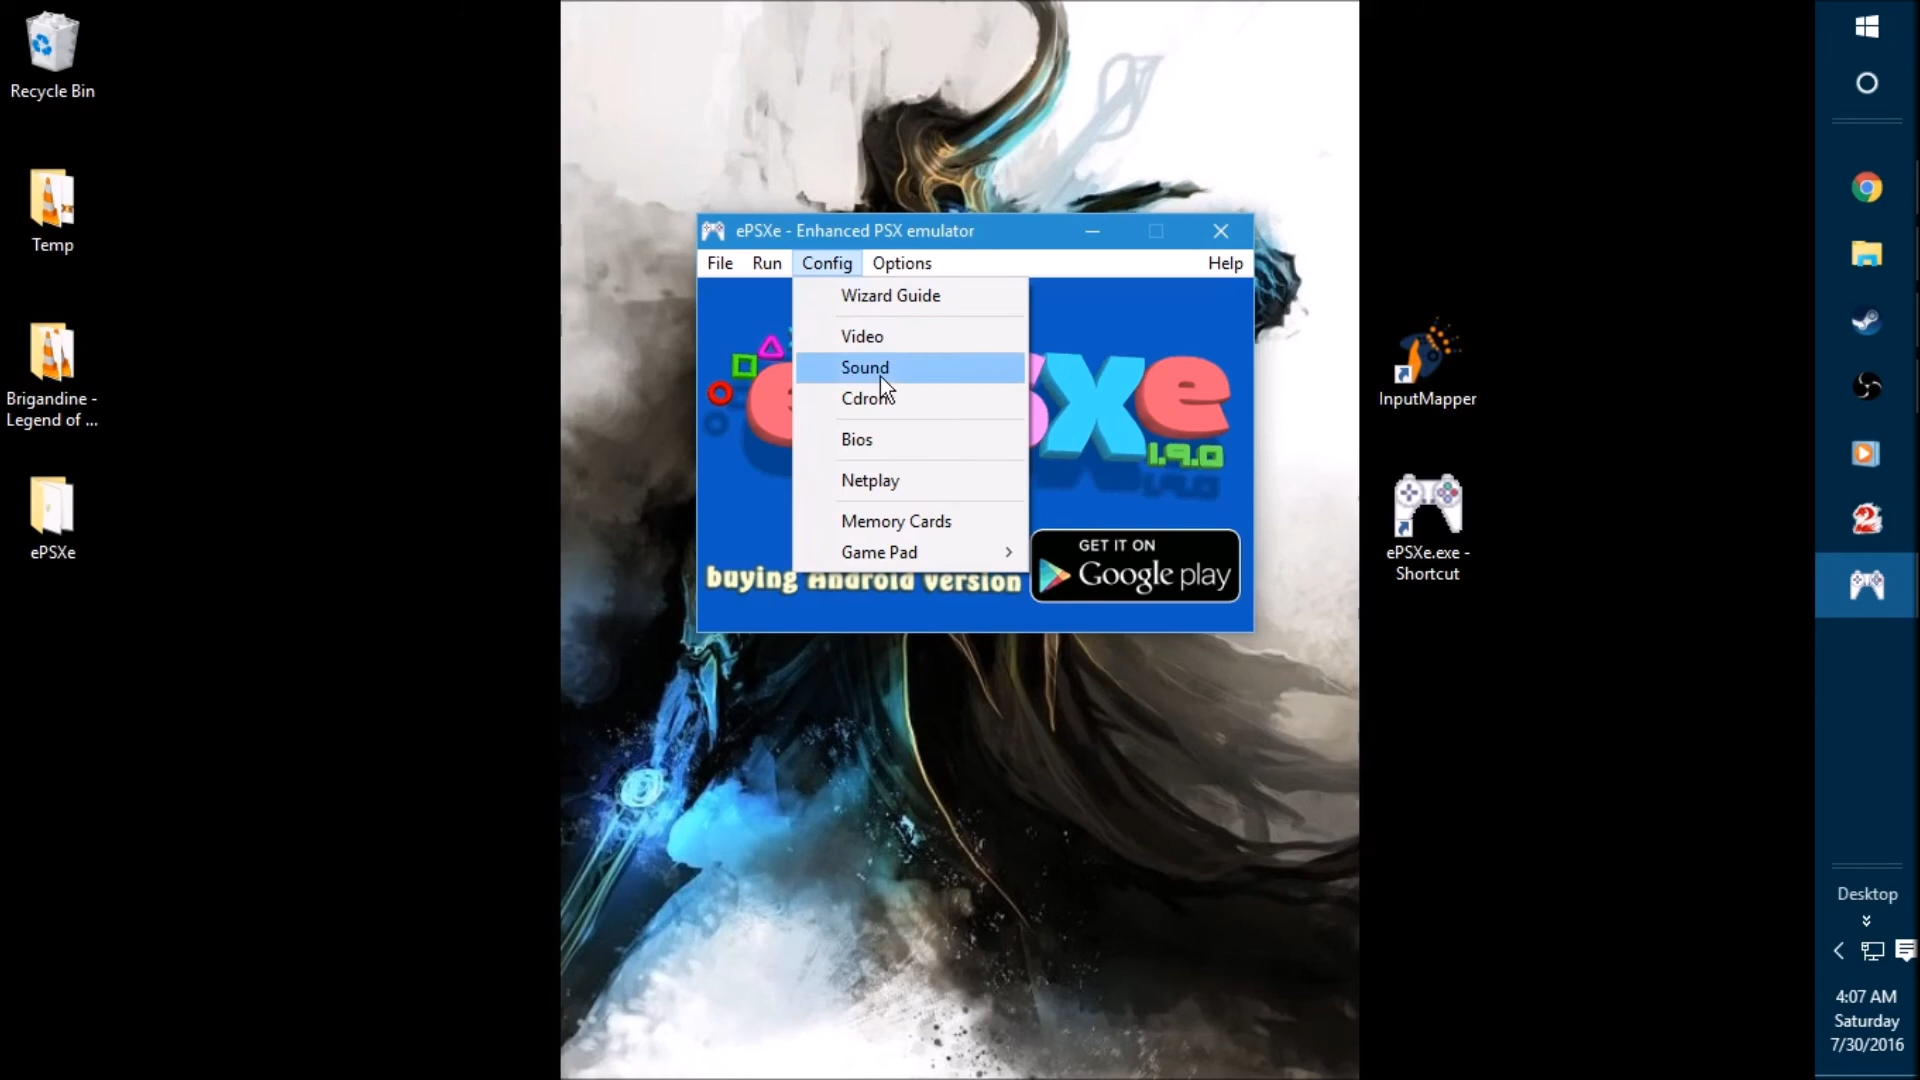 Recycle Bin
Temp
Brigandine -
Legend of ...
ePSXe
ePSXe - Enhanced PSX emulator
File Run Config Options Help
Wizard Guide
Video
Sound
Cdrom
Bios
Netplay
Memory Cards
Game Pad
1.9.0
buying Android version
GET IT ON
Google play
InputMapper
ePSXe.exe -
Shortcut
Desktop
4:07 AM
Saturday
7/30/2016